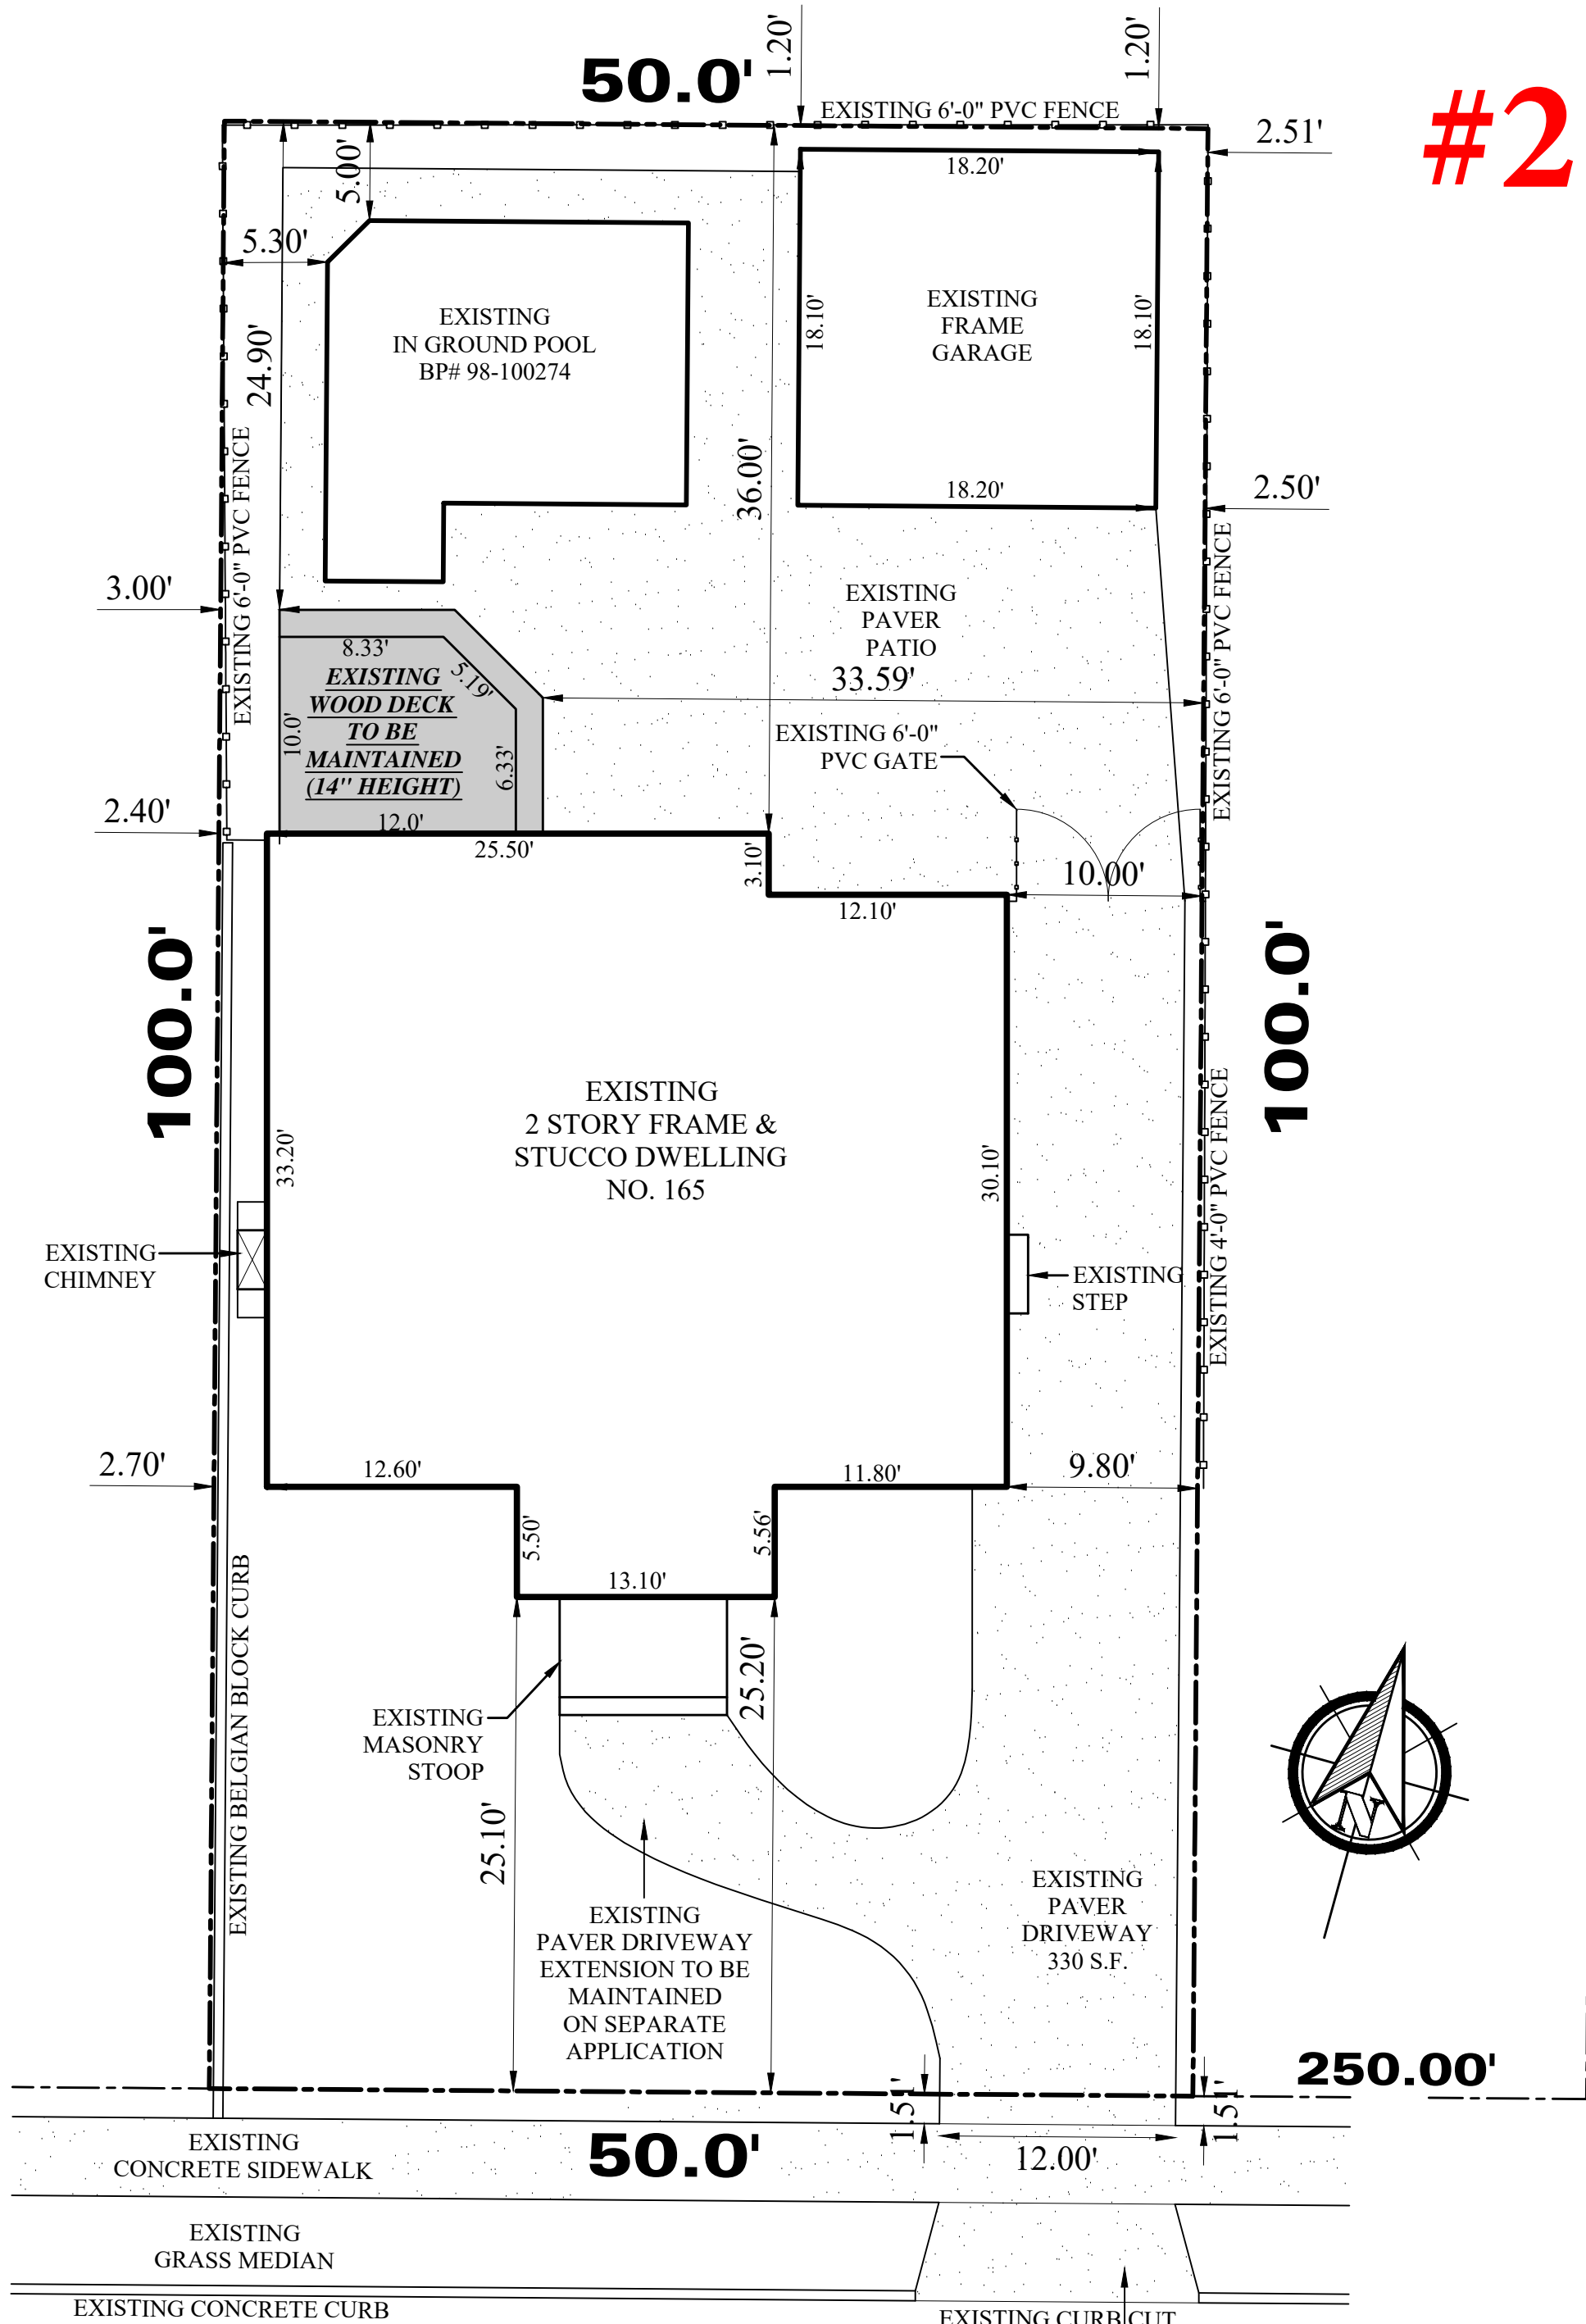 1.20'
1.20'
50.0'
EXISTING 6'-0" PVC FENCE
#2
2.51'
18.20'
5.00'
5.30'
EXISTING
IN GROUND POOL
BP# 98-100274
EXISTING
FRAME
GARAGE
18.10'
18.10'
24.90'
36.00'
18.20'
2.50'
EXISTING 6'-0" PVC FENCE
EXISTING 6'-0" PVC FENCE
3.00'
EXISTING
PAVER
PATIO
8.33'
5.19'
EXISTING
WOOD DECK
TO BE
MAINTAINED
(14" HEIGHT)
10.0'
6.33'
33.59'
EXISTING 6'-0"
PVC GATE
2.40'
12.0'
25.50'
3.10'
10.00'
12.10'
100.0'
100.0'
EXISTING
2 STORY FRAME &
STUCCO DWELLING
NO. 165
33.20'
30.10'
EXISTING 4'-0" PVC FENCE
EXISTING
CHIMNEY
EXISTING
STEP
2.70'
12.60'
11.80'
9.80'
5.50'
5.56'
13.10'
EXISTING BELGIAN BLOCK CURB
25.20'
EXISTING
MASONRY
STOOP
25.10'
N
EXISTING
PAVER DRIVEWAY
EXTENSION TO BE
MAINTAINED
ON SEPARATE
APPLICATION
EXISTING
PAVER
DRIVEWAY
330 S.F.
250.00'
1.51'
1.51'
50.0'
12.00'
EXISTING
CONCRETE SIDEWALK
EXISTING
GRASS MEDIAN
EXISTING CONCRETE CURB
EXISTING CURB CUT